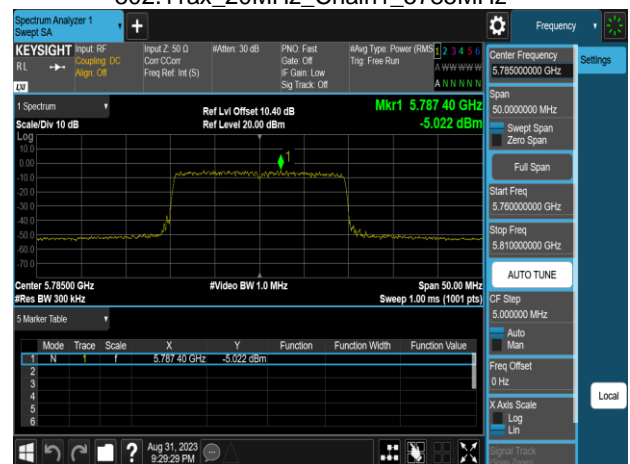 802.11ax_20MHz_Chain1_5785MHz
Spectrum Analyzer 1
Swept SA
Frequency
KEYSIGHT
RL
LXI
Input: RF
Coupling: DC
Align: Off
Input Z: 50 Ω
Corr CCorr
Freq Ref: Int (S)
#Atten: 30 dB
PNO: Fast
Gate: Off
IF Gain: Low
Sig Track: Off
#Avg Type: Power (RMS
Trig: Free Run
1 2 3 4 5 6
A W W W W W
A N N N N N
Center Frequency
5.785000000 GHz
Settings
Span
50.0000000 MHz
Swept Span
Zero Span
Full Span
Start Freq
5.760000000 GHz
Stop Freq
5.810000000 GHz
AUTO TUNE
CF Step
5.000000 MHz
Auto
Man
Freq Offset
0 Hz
X Axis Scale
Log
Lin
Signal Track
(Span Zoom)
Local
1 Spectrum
Scale/Div 10 dB
Ref Lvl Offset 10.40 dB
Ref Level 20.00 dBm
Mkr1 5.787 40 GHz
-5.022 dBm
Log
10.0
0.00
-10.0
-20.0
-30.0
-40.0
-50.0
-60.0
-70.0
1
Center 5.78500 GHz
#Res BW 300 kHz
#Video BW 1.0 MHz
Span 50.00 MHz
Sweep 1.00 ms (1001 pts)
5 Marker Table
Mode Trace Scale X Y Function Function Width Function Value
1 N 1 f 5.787 40 GHz -5.022 dBm
2
3
4
5
6
Aug 31, 2023
9:29:29 PM